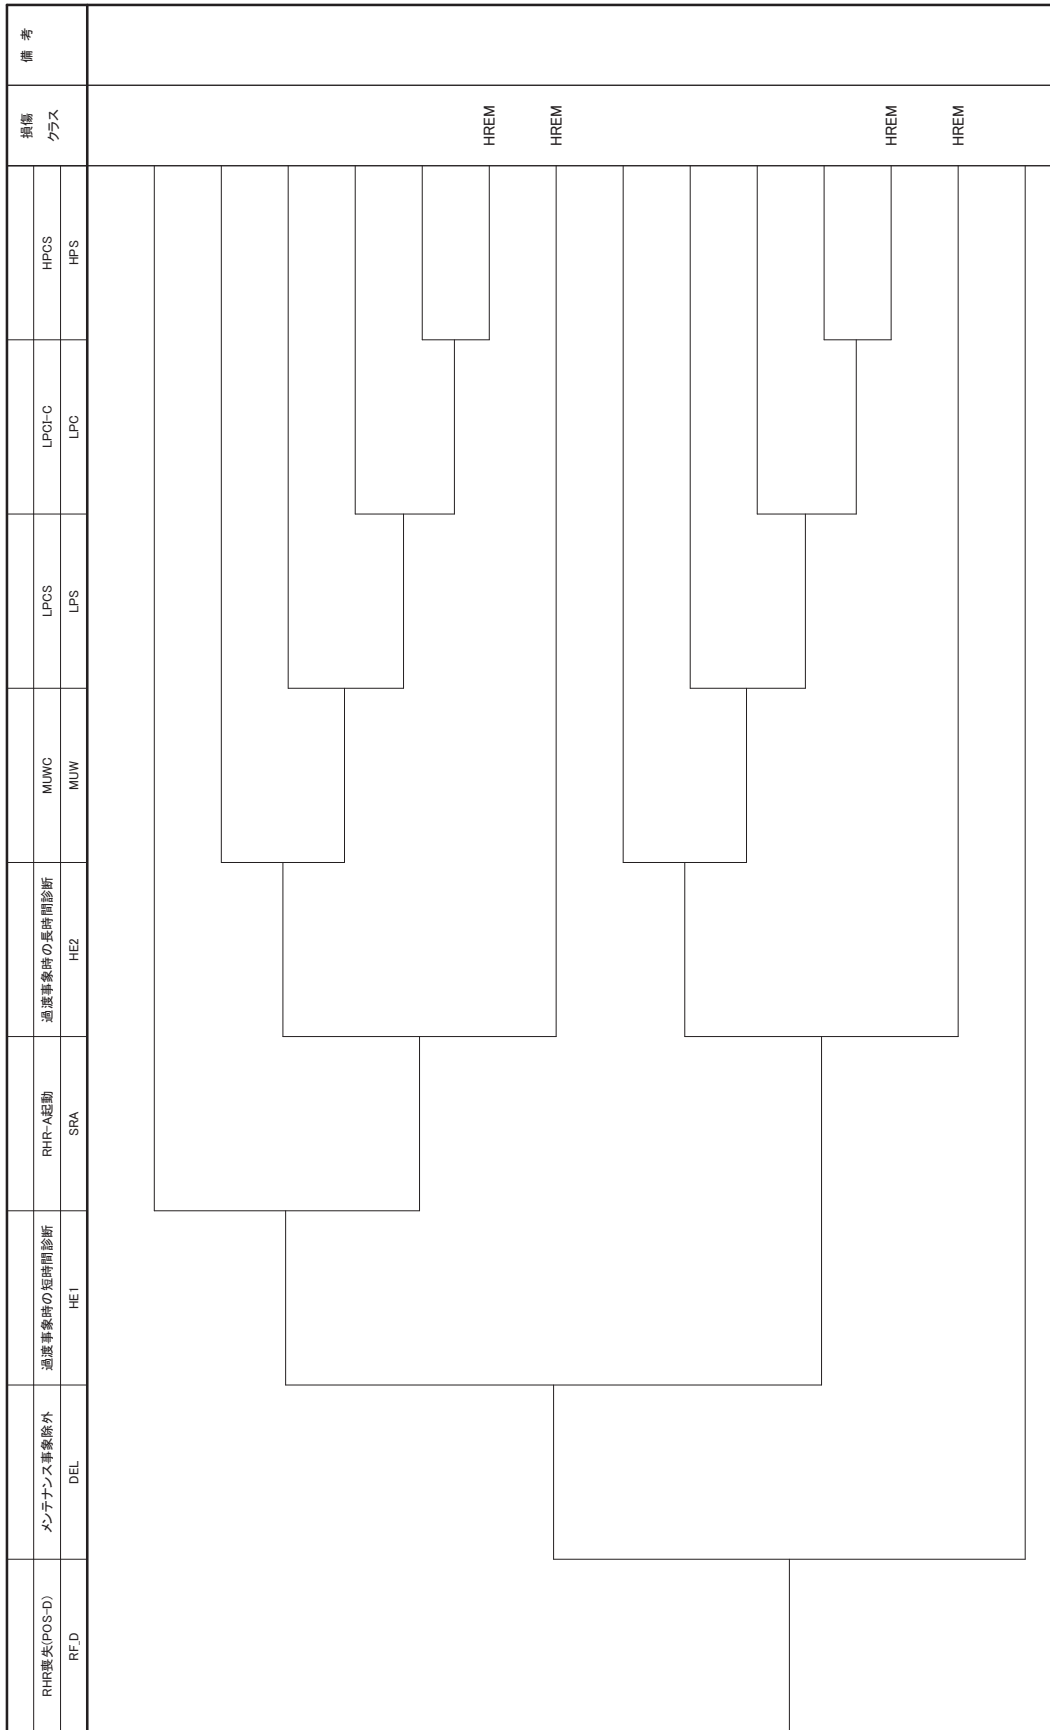 RHR喪失(POS-D)
RF_D
メンテナンス事象除外
DEL
過渡事象時の短時間診断
HE1
RHR-A起動
SRA
過渡事象時の長時間診断
HE2
MUWC
MUW
LPCS
LPS
LPCI-C
LPC
HPCS
HPS
損傷
クラス
備 考
HREM
HREM
HREM
HREM